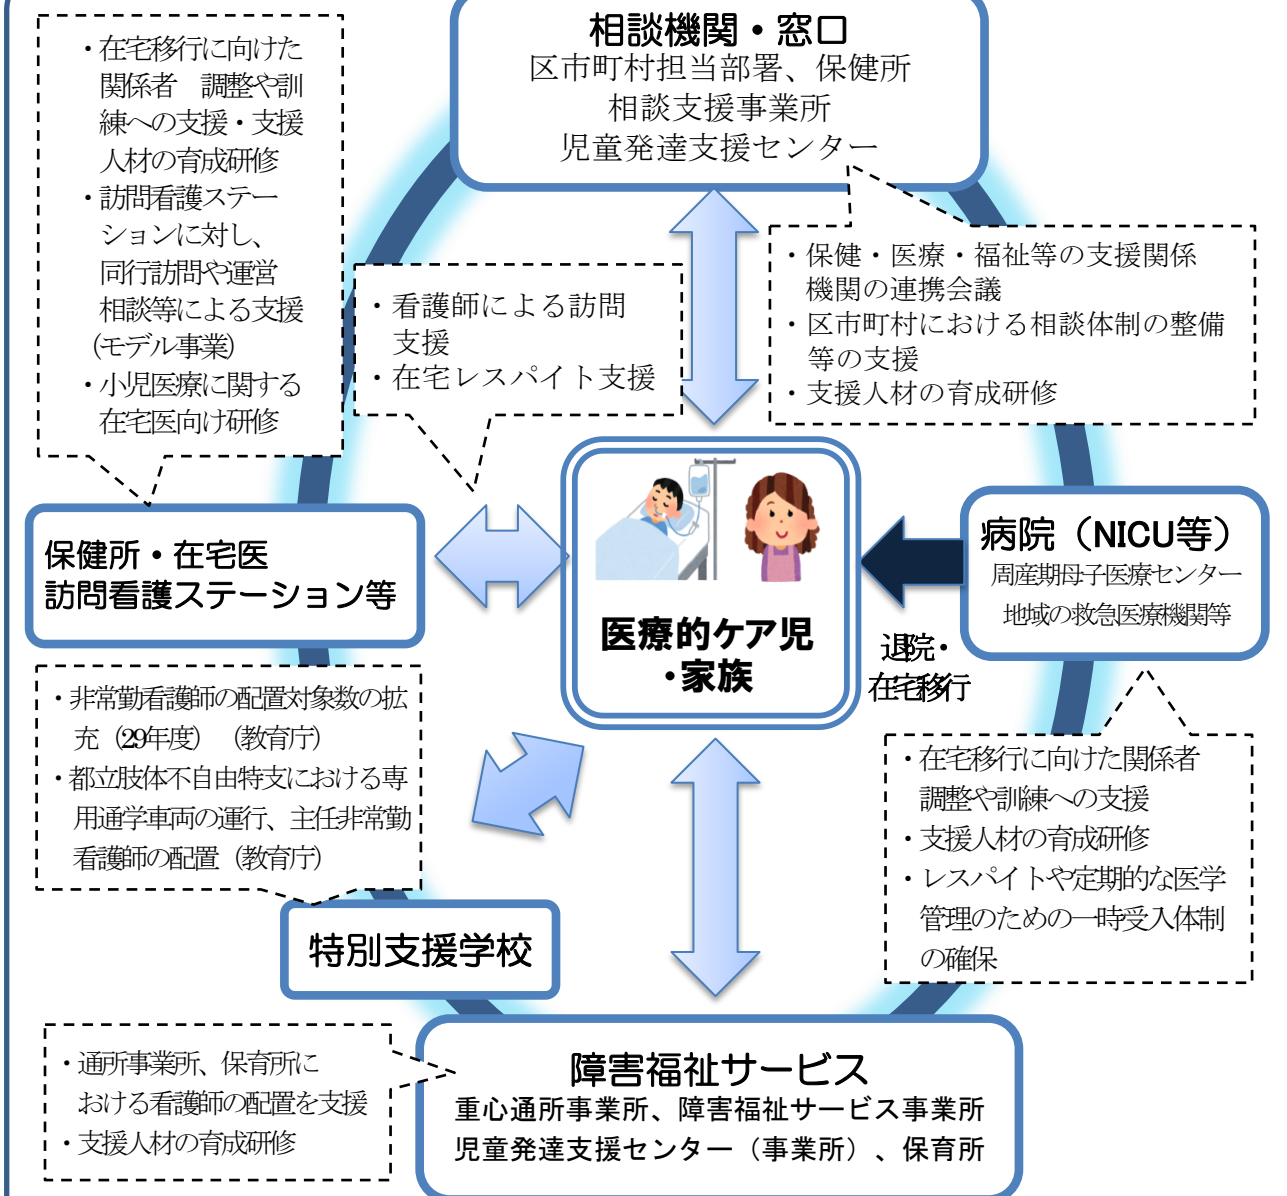 相談機関・窓口
区市町村担当部署、保健所
相談支援事業所
児童発達支援センター
・在宅移行に向けた
関係者　調整や訓
練への支援・支援
人材の育成研修
・訪問看護ステー
ションに対し、
同行訪問や運営
相談等による支援
（モデル事業）
・小児医療に関する
在宅医向け研修
・看護師による訪問
支援
・在宅レスパイト支援
・保健・医療・福祉等の支援関係
機関の連携会議
・区市町村における相談体制の整備
等の支援
・支援人材の育成研修
保健所・在宅医
訪問看護ステーション等
医療的ケア児
・家族
病院（NICU等）
周産期母子医療センター
地域の救急医療機関等
退院・
在宅移行
・非常勤看護師の配置対象数の拡
充（29年度）（教育庁）
・都立肢体不自由特支における専
用通学車両の運行、主任非常勤
看護師の配置（教育庁）
・在宅移行に向けた関係者
調整や訓練への支援
・支援人材の育成研修
・レスパイトや定期的な医学
管理のための一時受入体制
の確保
特別支援学校
・通所事業所、保育所に
おける看護師の配置を支援
・支援人材の育成研修
障害福祉サービス
重心通所事業所、障害福祉サービス事業所
児童発達支援センター（事業所）、保育所